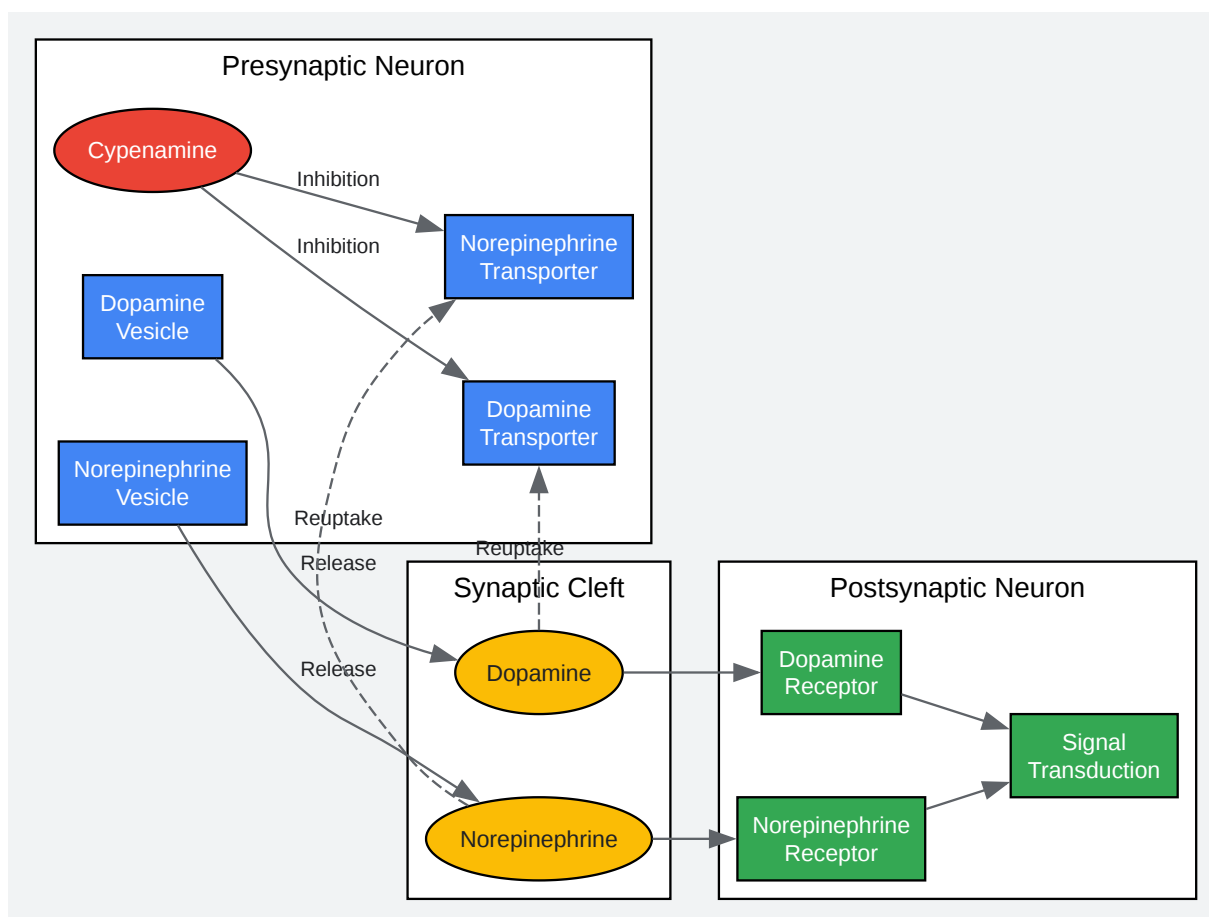 Presynaptic Neuron
Cypenamine
Inhibition
Inhibition
Norepinephrine
Transporter
Dopamine
Vesicle
Dopamine
Transporter
Norepinephrine
Vesicle
Reuptake
Reuptake
Release
Release
Synaptic Cleft
Dopamine
Norepinephrine
Postsynaptic Neuron
Dopamine
Receptor
Signal
Transduction
Norepinephrine
Receptor